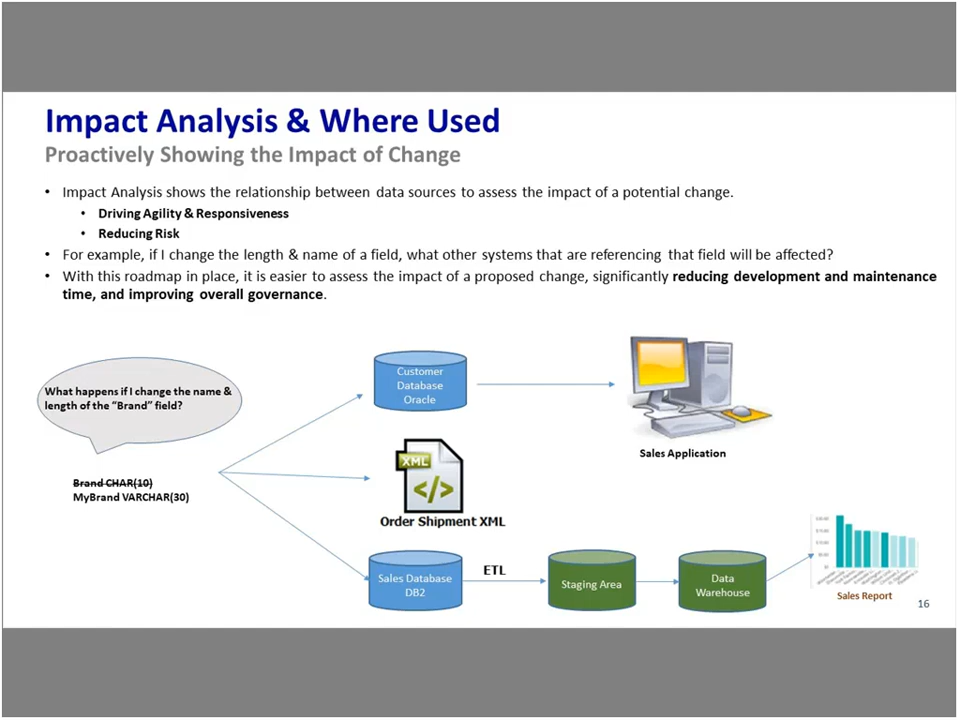 Impact Analysis & Where Used
Proactively Showing the Impact of Change
• Impact Analysis shows the relationship between data sources to assess the impact of a potential change.
• Driving Agility & Responsiveness
• Reducing Risk
• For example, if I change the length & name of a field, what other systems that are referencing that field will be affected?
• With this roadmap in place, it is easier to assess the impact of a proposed change, significantly reducing development and maintenance
time, and improving overall governance.
What happens if I change the name &
length of the “Brand” field?
Brand CHAR(10)
MyBrand VARCHAR(30)
Customer
Database
Oracle
Sales Application
XML
</>
Order Shipment XML
Sales Database
DB2
ETL
Staging Area
Data
Warehouse
Sales Report
16